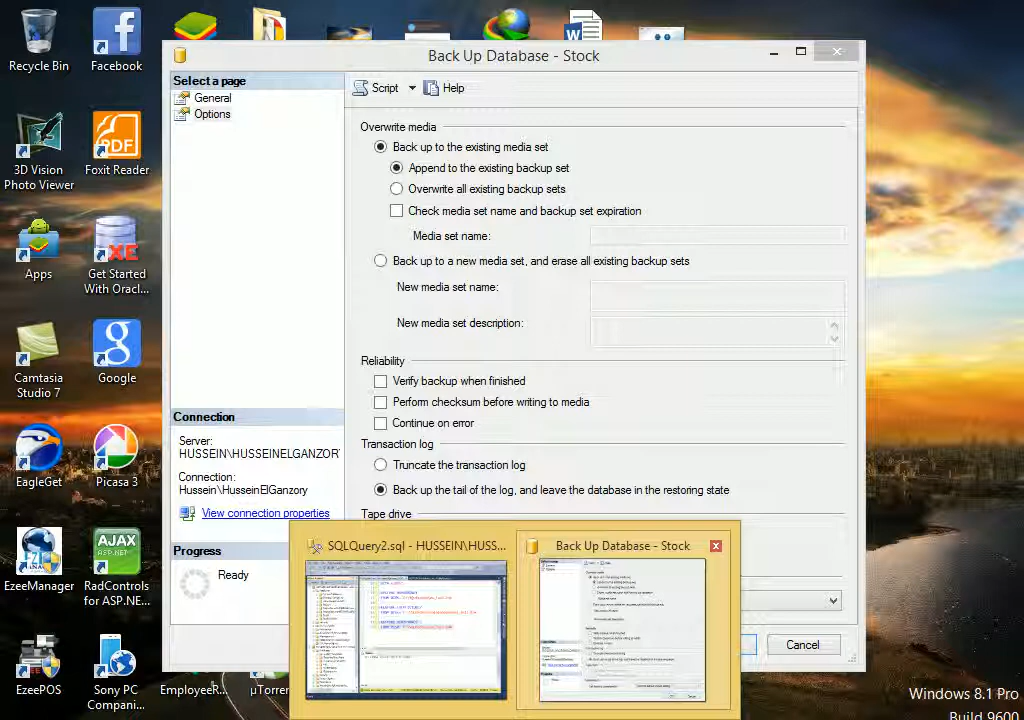 Recycle Bin
Facebook
3D Vision
Photo Viewer
Foxit Reader
Apps
Get Started
With Oracl...
Camtasia
Studio 7
Google
EagleGet
Picasa 3
EzeeManager
RadControls
for ASP.NE...
EzeePOS
Sony PC
Compani...
EmployeeR...
µTorren
Back Up Database - Stock
Select a page
General
Options
Script
Help
Overwrite media
Back up to the existing media set
Append to the existing backup set
Overwrite all existing backup sets
Check media set name and backup set expiration
Media set name:
Back up to a new media set, and erase all existing backup sets
New media set name:
New media set description:
Reliability
Verify backup when finished
Perform checksum before writing to media
Continue on error
Transaction log
Truncate the transaction log
Back up the tail of the log, and leave the database in the restoring state
Tape drive
Connection
Server:
HUSSEIN\HUSSEINELGANZORY
Connection:
Hussein\HusseinElGanzory
View connection properties
Progress
Ready
Cancel
SQLQuery2.sql - HUSSEIN\HUSS...
Back Up Database - Stock
Windows 8.1 Pro
Build 9600